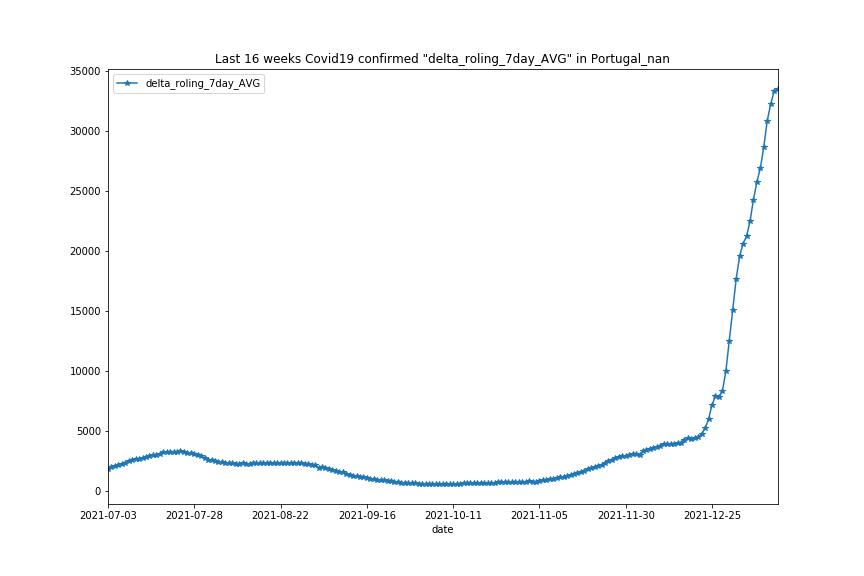 Last 16 weeks Covid19 confirmed "delta_roling_7day_AVG" in Portugal_nan
delta_roling_7day_AVG
35000
30000
25000
20000
15000
10000
5000
0
2021-07-03 2021-07-28 2021-08-22 2021-09-16 2021-10-11 2021-11-05 2021-11-30 2021-12-25
date